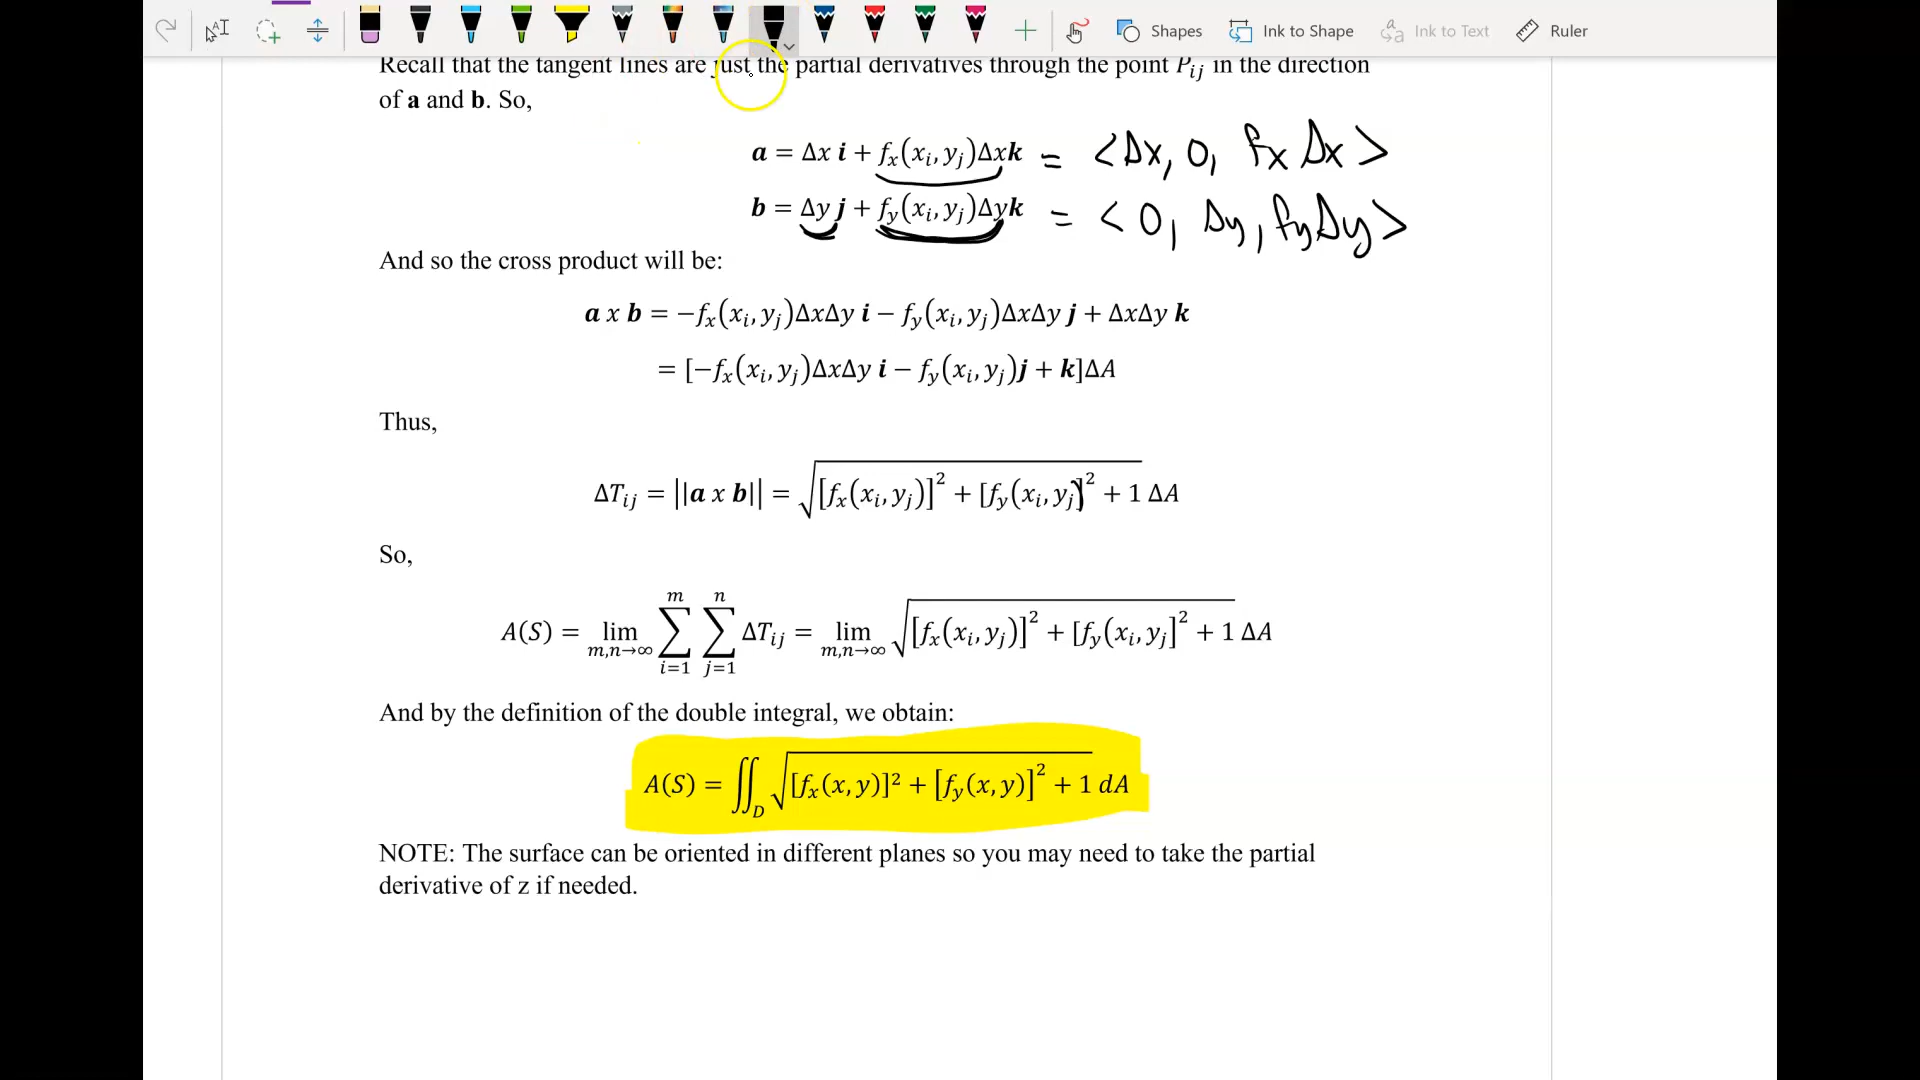 Shapes Ink to Shape Ink to Text Ruler
Recall that the tangent lines are just the partial derivatives through the point P_ij in the direction
of a and b. So,
a = Δx i + f_x(x_i, y_j)Δxk = <Δx, 0, f_x Δx>
b = Δy j + f_y(x_i, y_j)Δyk = <0, Δy, f_yΔy>
And so the cross product will be:
a x b = −f_x(x_i, y_j)ΔxΔy i − f_y(x_i, y_j)ΔxΔy j + ΔxΔy k
= [−f_x(x_i, y_j)ΔxΔy i − f_y(x_i, y_j)j + k]ΔA
Thus,
ΔT_ij = ||a x b|| = √([f_x(x_i, y_j)]² + [f_y(x_i, y_j)² + 1) ΔA
So,
A(S) = lim_{m,n→∞} ∑_{i=1}^{m} ∑_{j=1}^{n} ΔT_ij = lim_{m,n→∞} √([f_x(x_i, y_j)]² + [f_y(x_i, y_j]² + 1) ΔA
And by the definition of the double integral, we obtain:
A(S) = ∬_D √([f_x(x, y)]² + [f_y(x, y)]² + 1) dA
NOTE: The surface can be oriented in different planes so you may need to take the partial
derivative of z if needed.